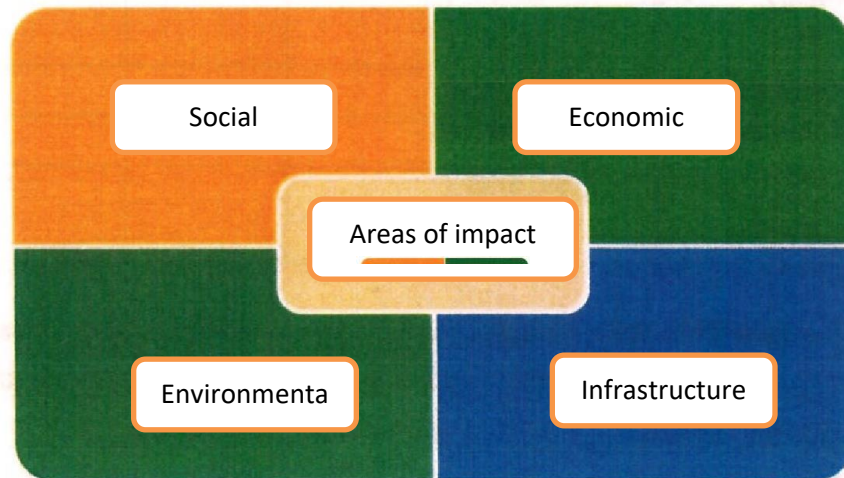 Social
Economic
Areas of impact
Environmenta
Infrastructure